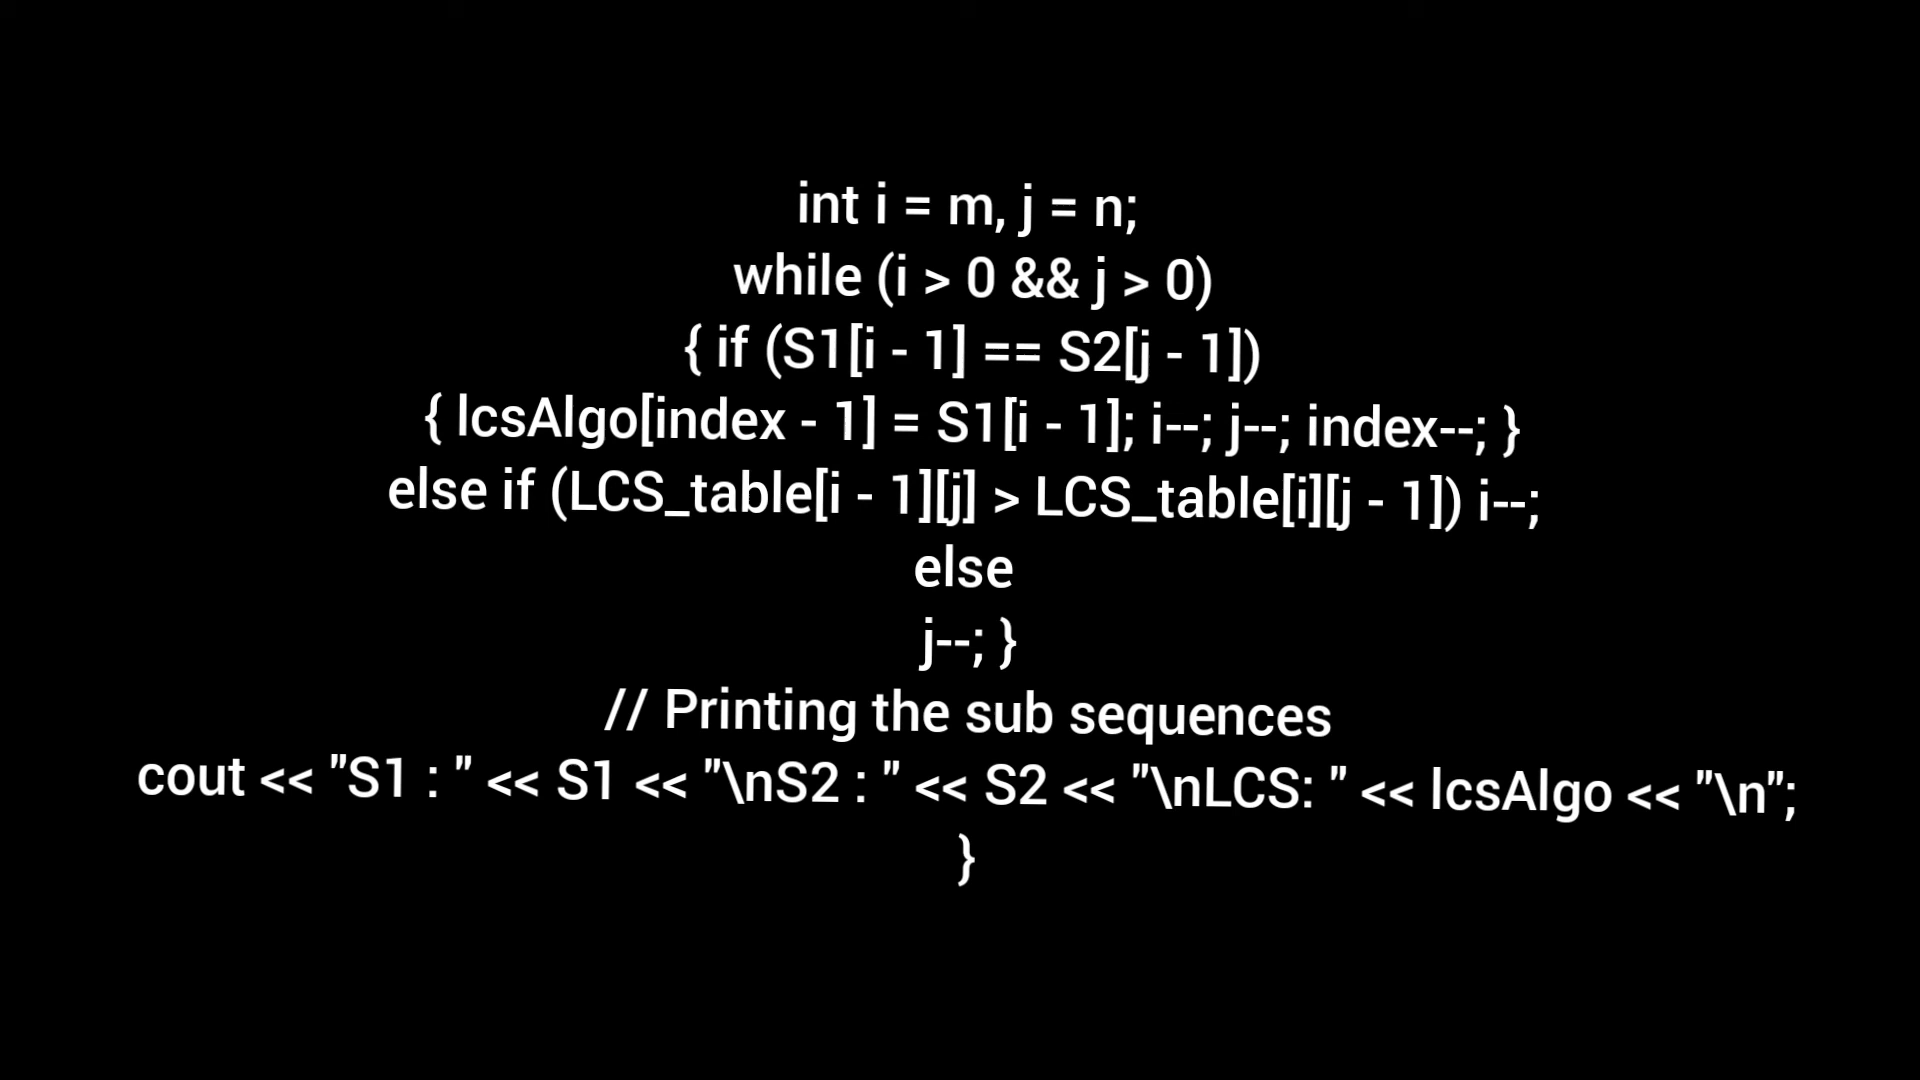 int i = m, j = n;
while (i > 0 && j > 0)
{ if (S1[i - 1] == S2[j - 1])
{ lcsAlgo[index - 1] = S1[i - 1]; i--; j--; index--; }
else if (LCS_table[i - 1][j] > LCS_table[i][j - 1]) i--;
else
j--; }
// Printing the sub sequences
cout << "S1 : " << S1 << "\nS2 : " << S2 << "\nLCS: " << lcsAlgo << "\n";
}